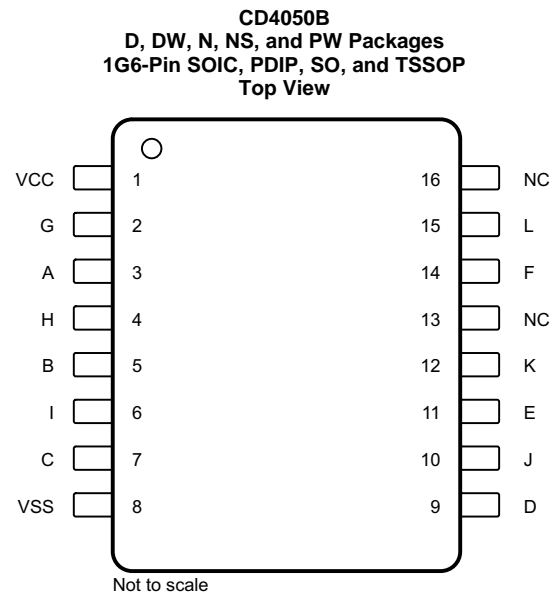 CD4050B
D, DW, N, NS, and PW Packages
1G6-Pin SOIC, PDIP, SO, and TSSOP
Top View
VCC 1 16 NC
G 2 15 L
A 3 14 F
H 4 13 NC
B 5 12 K
I 6 11 E
C 7 10 J
VSS 8 9 D
Not to scale